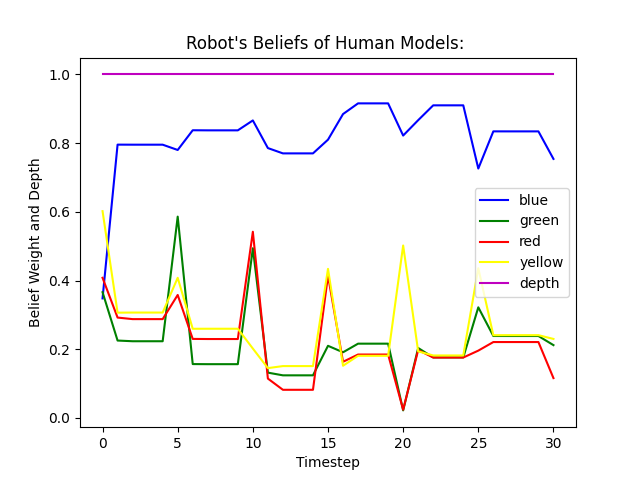 Robot's Beliefs of Human Models:
Belief Weight and Depth
1.0
0.8
0.6
0.4
0.2
0.0
blue
green
red
yellow
depth
0 5 10 15 20 25 30
Timestep